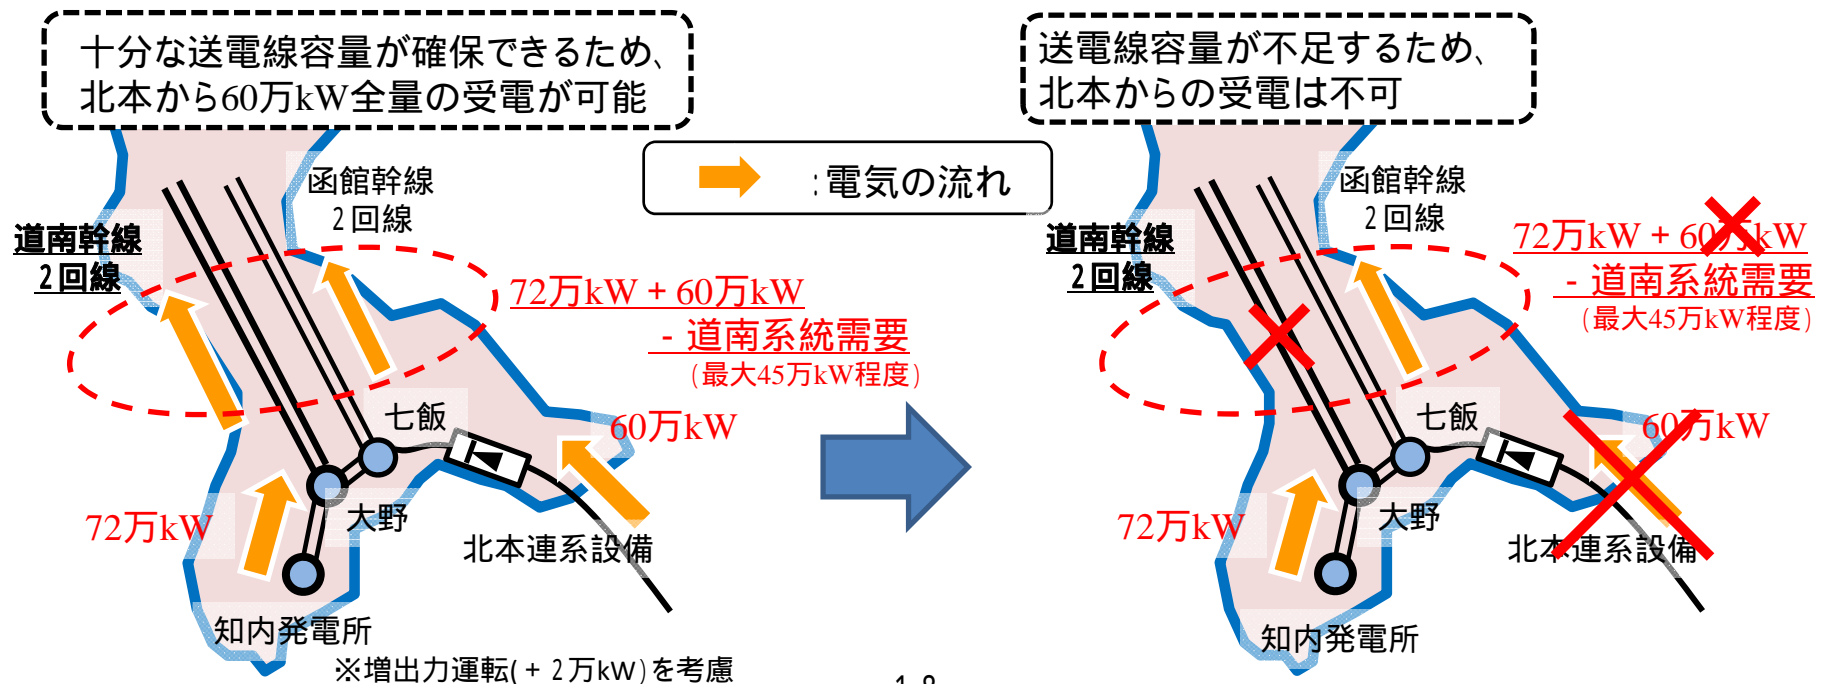 十分な送電線容量が確保できるため、
北本から60万kW全量の受電が可能
送電線容量が不足するため、
北本からの受電は不可
:電気の流れ
函館幹線
2回線
道南幹線
2回線
72万kW + 60万kW
- 道南系統需要
(最大45万kW程度)
七飯
60万kW
72万kW
大野
北本連系設備
知内発電所
※増出力運転(+2万kW)を考慮
函館幹線
2回線
道南幹線
2回線
72万kW + 60万kW
- 道南系統需要
(最大45万kW程度)
七飯
60万kW
72万kW
大野
北本連系設備
知内発電所